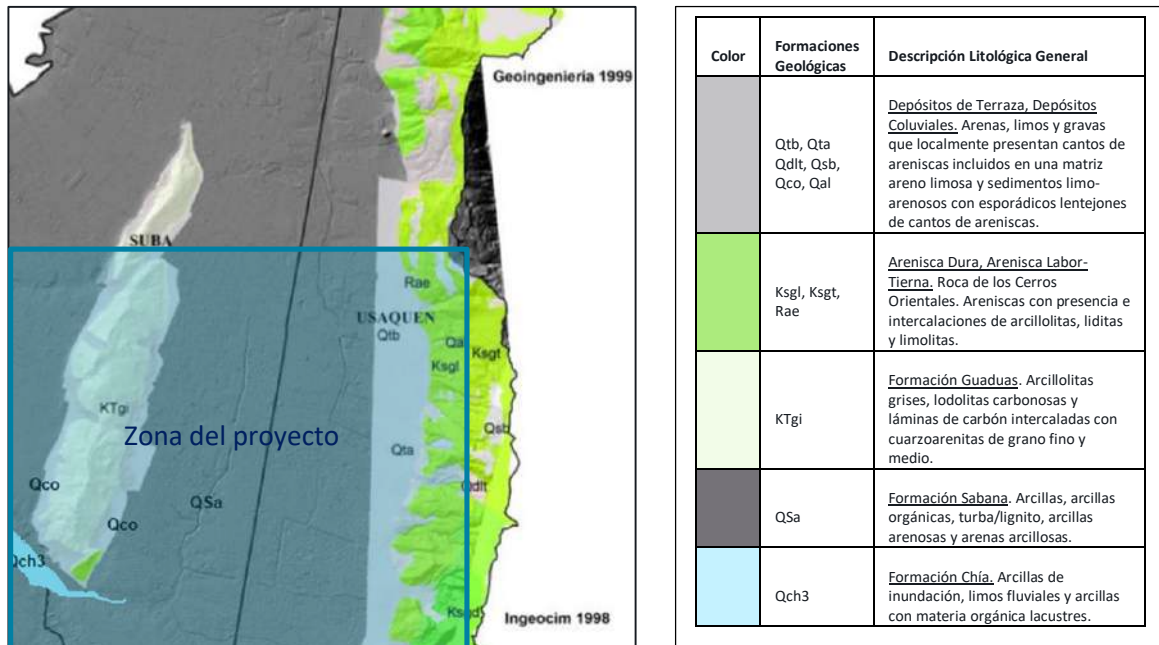 Geoingeniería 1999
SUBA
Rae
USAQUEN
Qtb
Qa
Ksgt
Ksgl
KTgi
Zona del proyecto
Qsb
Qta
Qco
QSa
Qdlt
Qco
Qch3
Ingeocim 1998
Color
Formaciones
Geológicas
Descripción Litológica General
Qtb, Qta
Qdlt, Qsb,
Qco, Qal
Depósitos de Terraza, Depósitos
Coluviales. Arenas, limos y gravas
que localmente presentan cantos de
areniscas incluidos en una matriz
areno limosa y sedimentos limo-
arenosos con esporádicos lentejones
de cantos de areniscas.
Ksgl, Ksgt,
Rae
Arenisca Dura, Arenisca Labor-
Tierna. Roca de los Cerros
Orientales. Areniscas con presencia e
intercalaciones de arcillolitas, liditas
y limolitas.
KTgi
Formación Guaduas. Arcillolitas
grises, lodolitas carbonosas y
láminas de carbón intercaladas con
cuarzoarenitas de grano fino y
medio.
QSa
Formación Sabana. Arcillas, arcillas
orgánicas, turba/lignito, arcillas
arenosas y arenas arcillosas.
Qch3
Formación Chía. Arcillas de
inundación, limos fluviales y arcillas
con materia orgánica lacustres.